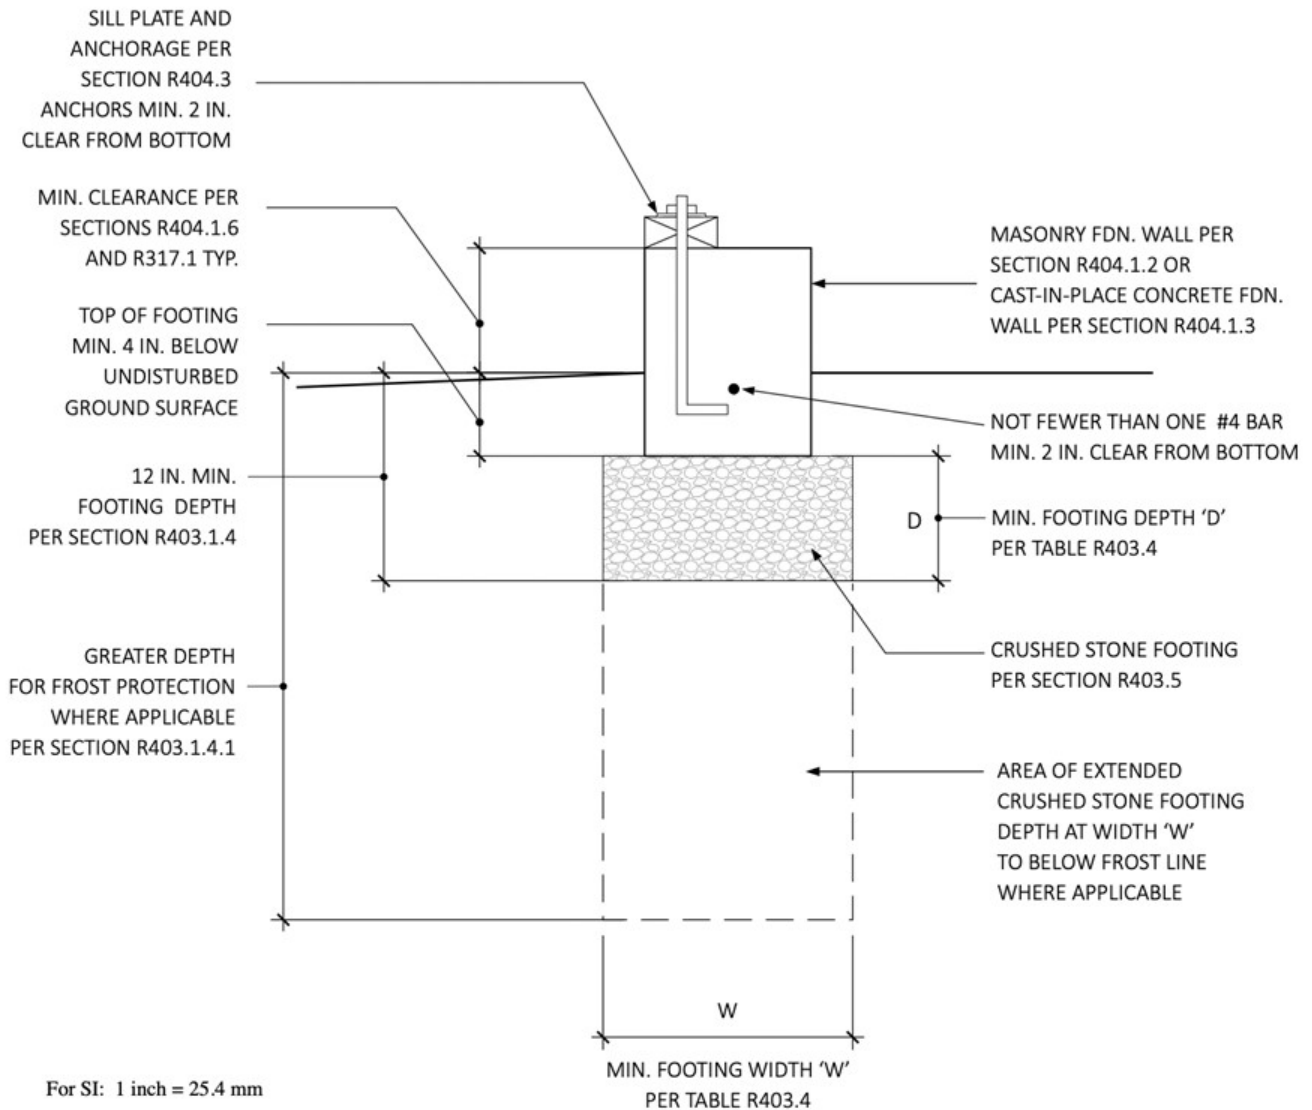 SILL PLATE AND
ANCHORAGE PER
SECTION R404.3
ANCHORS MIN. 2 IN.
CLEAR FROM BOTTOM
MIN. CLEARANCE PER
SECTIONS R404.1.6
AND R317.1 TYP.
TOP OF FOOTING
MIN. 4 IN. BELOW
UNDISTURBED
GROUND SURFACE
12 IN. MIN.
FOOTING DEPTH
PER SECTION R403.1.4
GREATER DEPTH
FOR FROST PROTECTION
WHERE APPLICABLE
PER SECTION R403.1.4.1
MASONRY FDN. WALL PER
SECTION R404.1.2 OR
CAST-IN-PLACE CONCRETE FDN.
WALL PER SECTION R404.1.3
NOT FEWER THAN ONE #4 BAR
MIN. 2 IN. CLEAR FROM BOTTOM
D
MIN. FOOTING DEPTH ‘D’
PER TABLE R403.4
CRUSHED STONE FOOTING
PER SECTION R403.5
AREA OF EXTENDED
CRUSHED STONE FOOTING
DEPTH AT WIDTH ‘W’
TO BELOW FROST LINE
WHERE APPLICABLE
W
MIN. FOOTING WIDTH ‘W’
PER TABLE R403.4
For SI: 1 inch = 25.4 mm